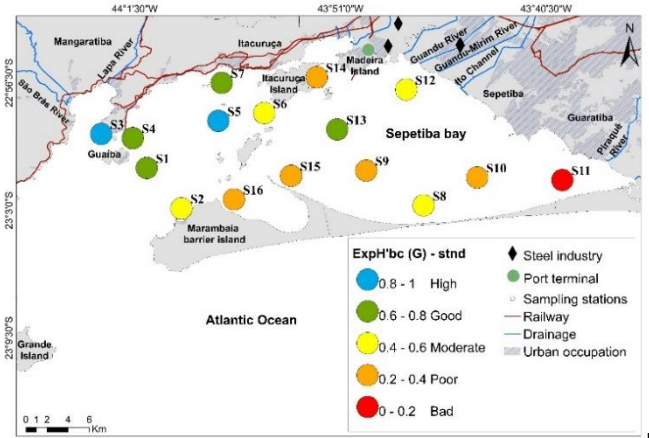 44°11'30"S
43°5'10"S
43°40'30"S
22°56'30"S
23°3'30"S
23°9'30"S
Mangaratiba
Lapa River
Itacuruça
Madeira
Island
Guandu River
Guandu-Mirim River
Ito Channel
N
São Brás River
S7
Itacuruça
Island
S14
S12
Sepetiba
Guaratiba
S3
S4
S5
S6
S13
Sepetiba bay
Piraquê
River
Guaíba
S1
S15
S9
S10
S11
S2
S16
S8
Marambaia
barrier island
Atlantic Ocean
Grande
Island
ExpH'bc (G) - stnd
0.8 - 1 High
0.6 - 0.8 Good
0.4 - 0.6 Moderate
0.2 - 0.4 Poor
0 - 0.2 Bad
Steel industry
Port terminal
Sampling stations
Railway
Drainage
Urban occupation
0 1 2 4 6
Km